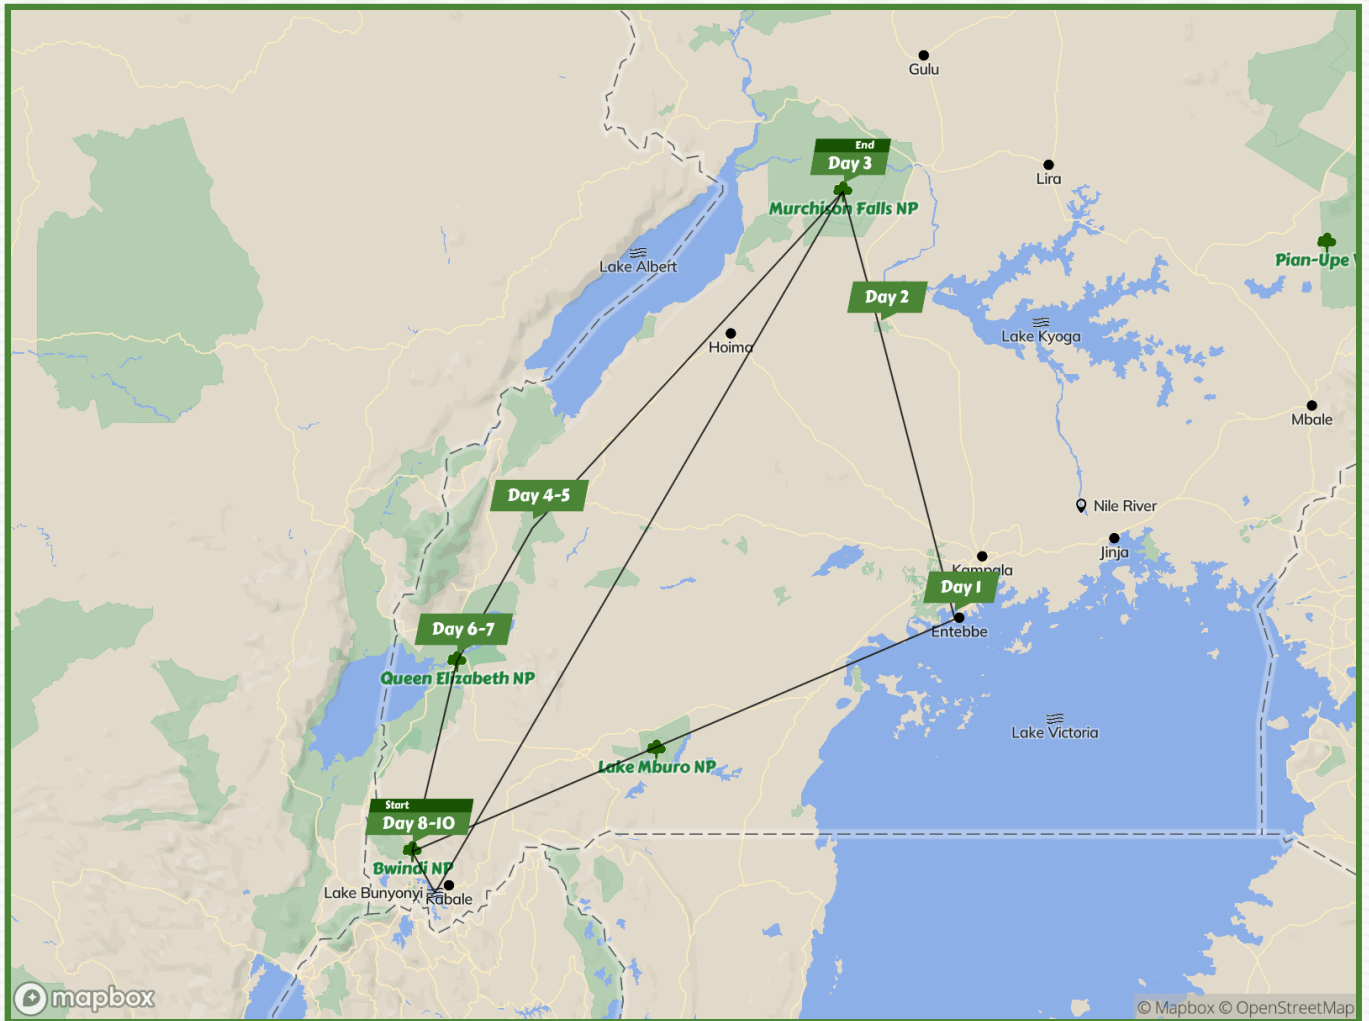 Gulu
End
Day 3
Lira
Murchison Falls NP
Pian-Upe
Lake Albert
Day 2
Lake Kyoga
Hoima
Mbale
Day 4-5
Nile River
Jinja
Kampala
Day 1
Entebbe
Day 6-7
Queen Elizabeth NP
Lake Victoria
Lake Mburo NP
Start
Day 8-10
Bwindi NP
Lake Bunyonyi
Kabale
mapbox
© Mapbox © OpenStreetMap